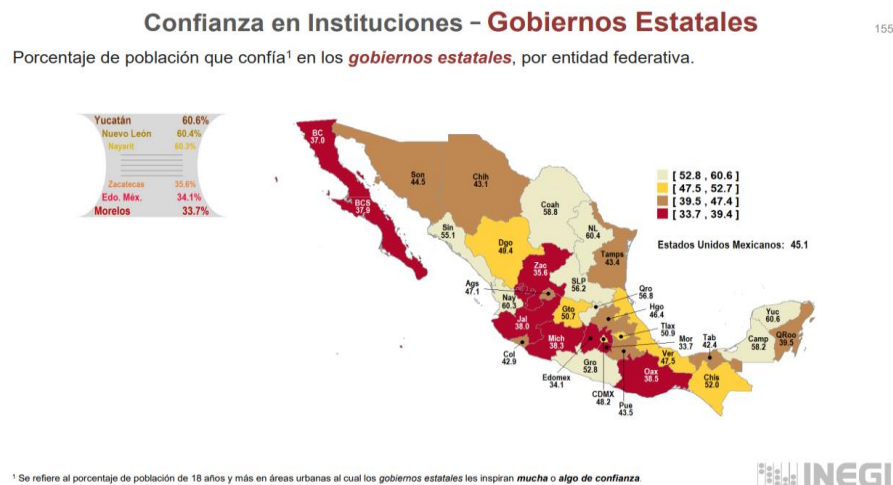 Confianza en Instituciones – Gobiernos Estatales
155
Porcentaje de población que confía¹ en los gobiernos estatales, por entidad federativa.
Yucatán 60.6%
Nuevo León 60.4%
Nayarit 60.3%
Zacatecas 35.6%
Edo. Méx. 34.1%
Morelos 33.7%
BC
37.0
BCS
37.9
Son
44.5
Chih
43.1
Coah
58.8
Sin
55.1
Dgo
49.4
NL
60.4
Tamps
43.4
Zac
35.6
SLP
56.2
Ags
47.1
Nay
60.3
Jal
38.0
Gto
50.7
Qro
56.8
Hgo
46.4
Tlax
50.9
Mor
33.7
Col
42.9
Mich
38.3
Edomex
34.1
Gro
52.8
CDMX
48.2
Pue
43.5
Ver
47.5
Oax
38.5
Tab
42.4
Chis
52.0
Camp
58.2
Yuc
60.6
QRoo
39.5
[ 52.8 , 60.6 ]
[ 47.5 , 52.7 ]
[ 39.5 , 47.4 ]
[ 33.7 , 39.4 ]
Estados Unidos Mexicanos: 45.1
¹ Se refiere al porcentaje de población de 18 años y más en áreas urbanas al cual los gobiernos estatales les inspiran mucha o algo de confianza.
INEGI